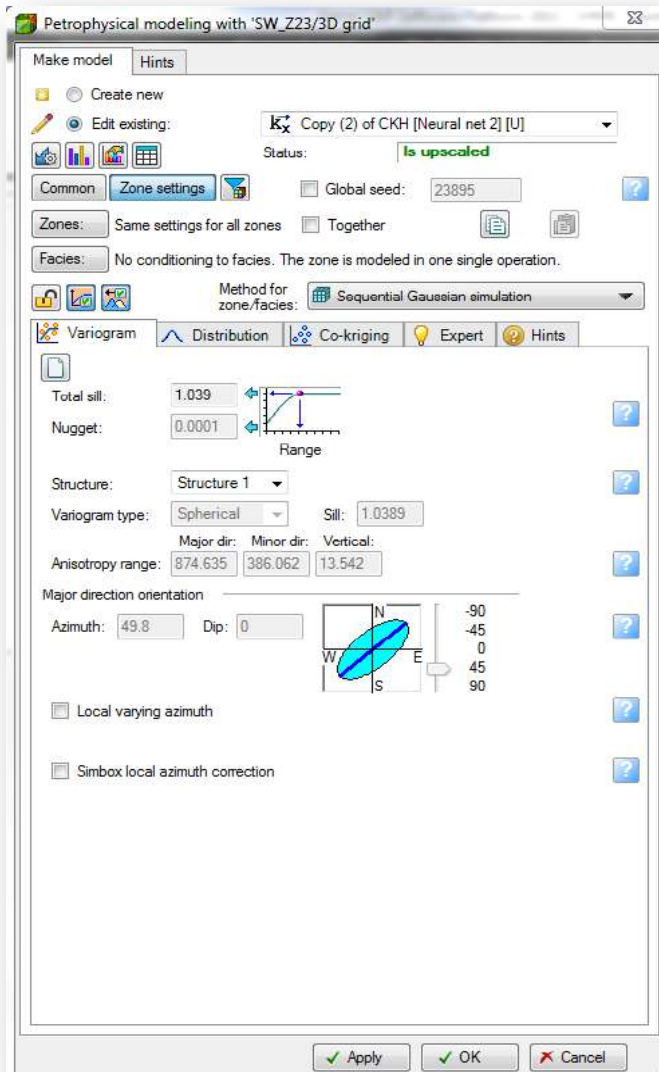 Petrophysical modeling with 'SW_Z23/3D grid'
Make model Hints
Create new
Edit existing: kx Copy (2) of CKH [Neural net 2] [U]
Status: Is upscaled
Common Zone settings Global seed: 23895 ?
Zones: Same settings for all zones Together
Facies: No conditioning to facies. The zone is modeled in one single operation.
Method for zone/facies: Sequential Gaussian simulation
Variogram Distribution Co-kriging Expert Hints
Total sill: 1.039
Nugget: 0.0001 ?
Range
Structure: Structure 1 ?
Variogram type: Spherical Sill: 1.0389
Major dir: Minor dir: Vertical:
Anisotropy range: 874.635 386.062 13.542 ?
Major direction orientation
Azimuth: 49.8 Dip: 0 ?
N
W E
S
-90
-45
0
45
90
Local varying azimuth ?
Simbox local azimuth correction ?
Apply OK Cancel